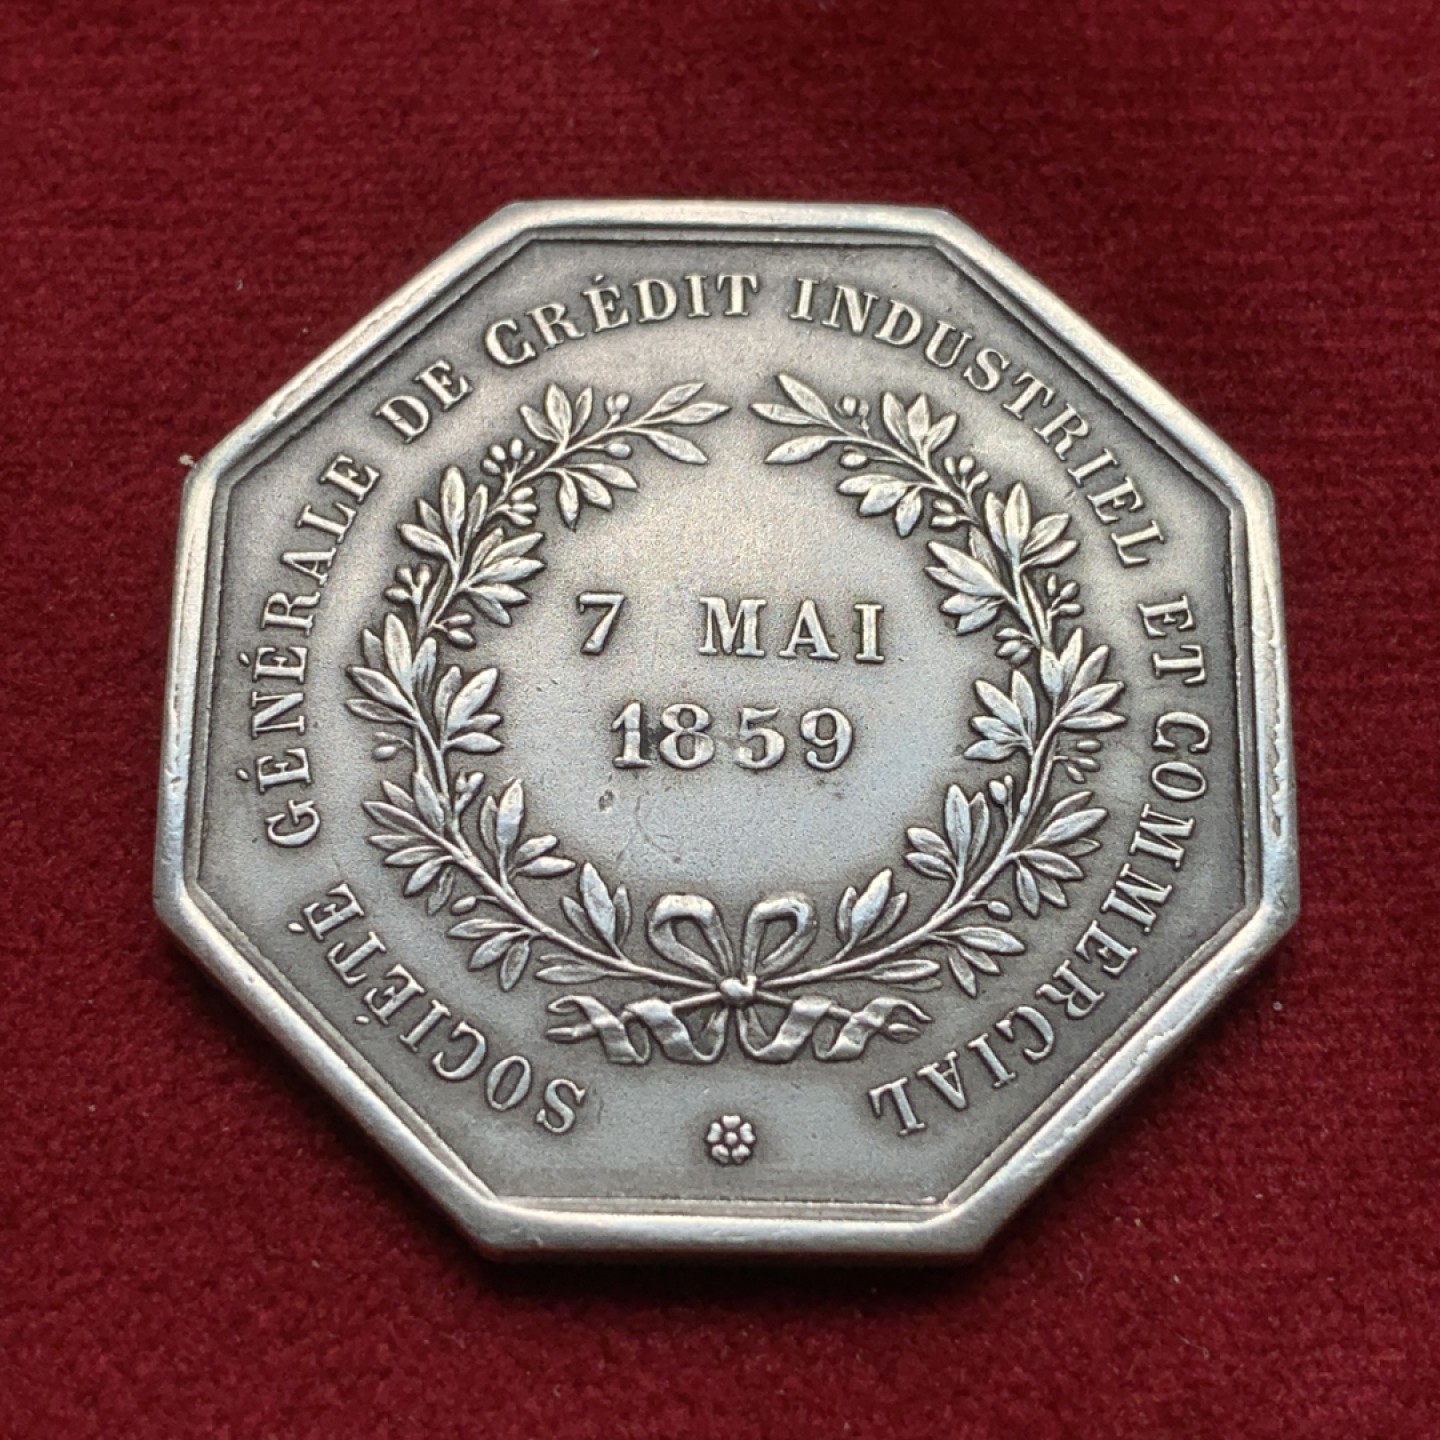 SOCIÉTÉ GÉNÉRALE DE CRÉDIT INDUSTRIEL ET COMMERCIAL
7 MAI
1859